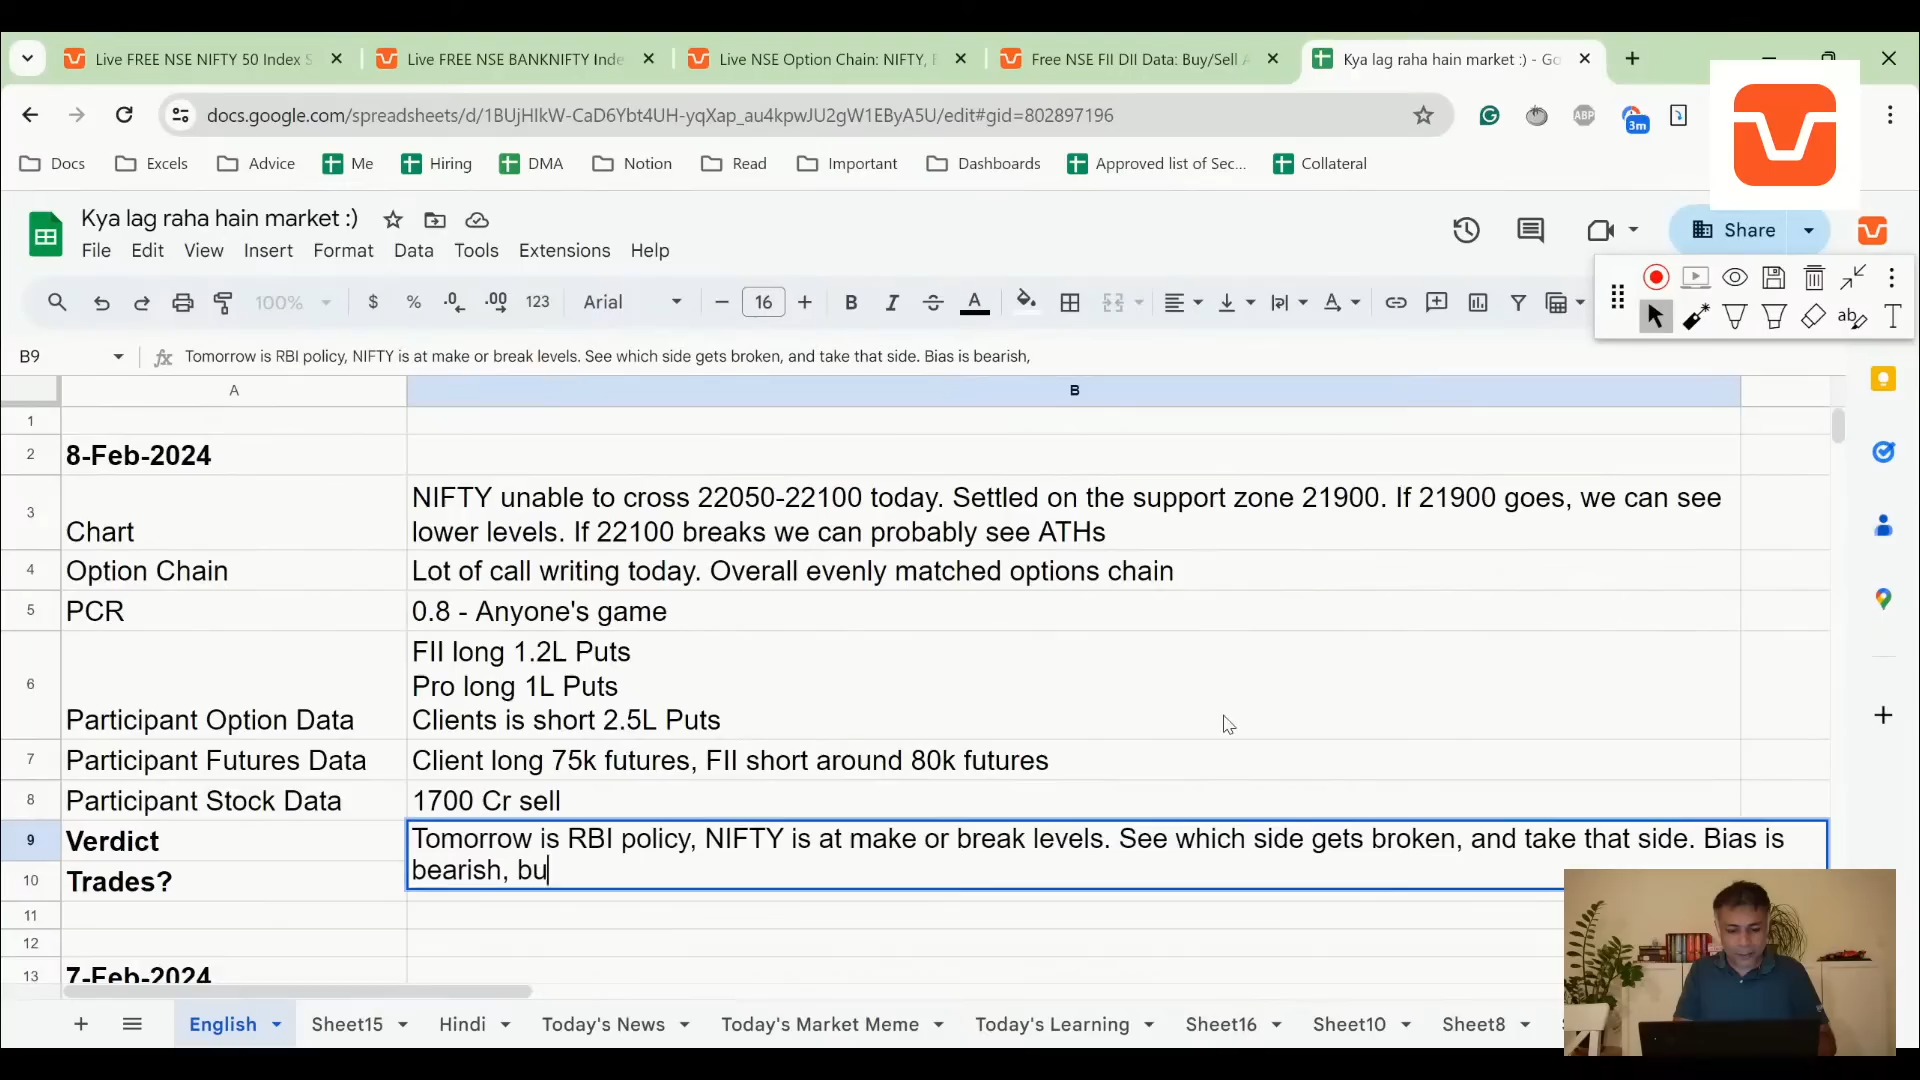 Live FREE NSE NIFTY 50 Index S
Live FREE NSE BANKNIFTY Inde
Live NSE Option Chain: NIFTY,
Free NSE FII DII Data: Buy/Sell A
Kya lag raha hain market :) - Go
docs.google.com/spreadsheets/d/1BUjHIkW-CaD6Ybt4UH-yqXap_au4kpwJU2gW1EByA5U/edit#gid=802897196
ABP
3m
Docs
Excels
Advice
Me
Hiring
DMA
Notion
Read
Important
Dashboards
Approved list of Sec...
Collateral
Kya lag raha hain market :)
Share
File Edit View Insert Format Data Tools Extensions Help
100% $ % .0 .00 123 Arial 16 B I S A
B9
fx Tomorrow is RBI policy, NIFTY is at make or break levels. See which side gets broken, and take that side. Bias is bearish,
A
B
1
2 8-Feb-2024
3 Chart
NIFTY unable to cross 22050-22100 today. Settled on the support zone 21900. If 21900 goes, we can see
lower levels. If 22100 breaks we can probably see ATHs
4 Option Chain
Lot of call writing today. Overall evenly matched options chain
5 PCR
0.8 - Anyone's game
6 Participant Option Data
FII long 1.2L Puts
Pro long 1L Puts
Clients is short 2.5L Puts
7 Participant Futures Data
Client long 75k futures, FII short around 80k futures
8 Participant Stock Data
1700 Cr sell
9 Verdict
Tomorrow is RBI policy, NIFTY is at make or break levels. See which side gets broken, and take that side. Bias is
bearish, bu
10 Trades?
11
12
13 7-Feb-2024
English
Sheet15
Hindi
Today's News
Today's Market Meme
Today's Learning
Sheet16
Sheet10
Sheet8